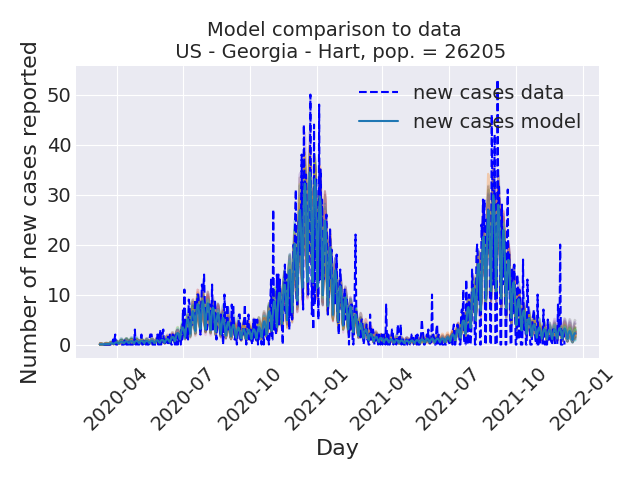 Model comparison to data
US - Georgia - Hart, pop. = 26205
Number of new cases reported
50
40
30
20
10
0
new cases data
new cases model
2020-04
2020-07
2020-10
2021-01
2021-04
2021-07
2021-10
2022-01
Day